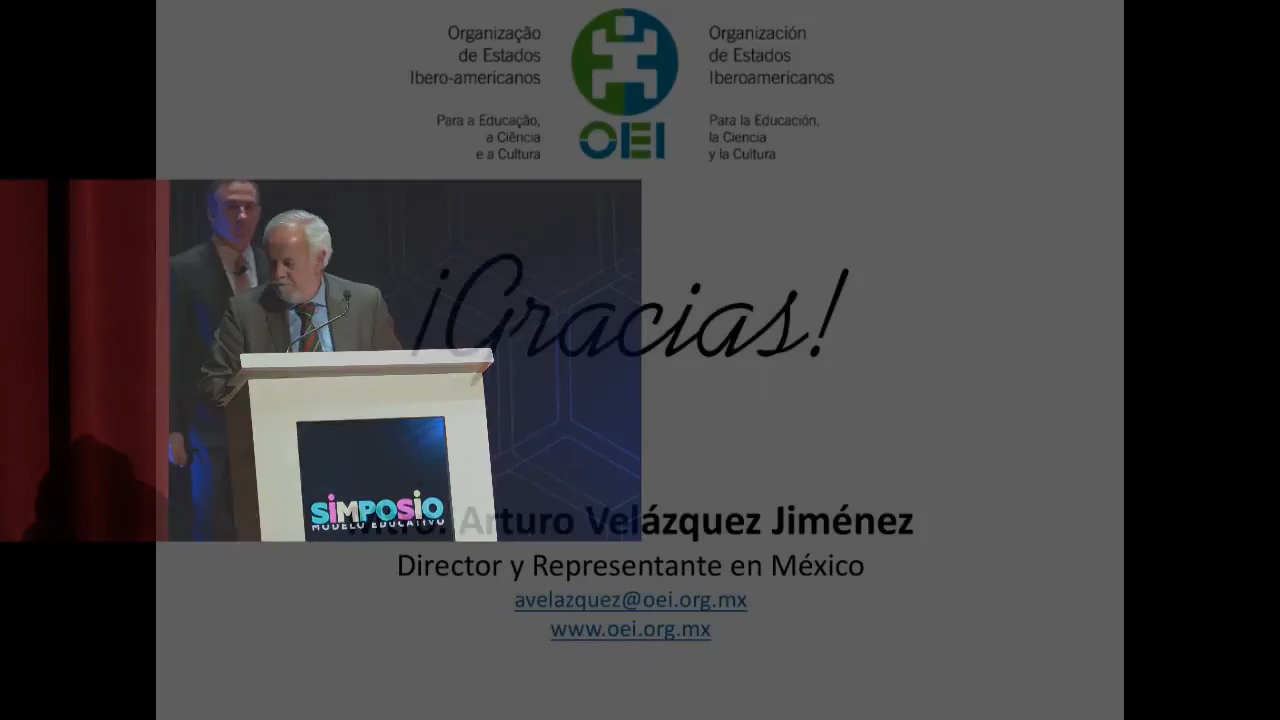 Organização
de Estados
Ibero-americanos
Para a Educação,
a Ciência
e a Cultura
OEI
Organización
de Estados
Iberoamericanos
Para la Educación,
la Ciencia
y la Cultura
¡Gracias!
SIMPOSIO
MODELO EDUCATIVO
Mtro. Arturo Velázquez Jiménez
Director y Representante en México
avelazquez@oei.org.mx
www.oei.org.mx